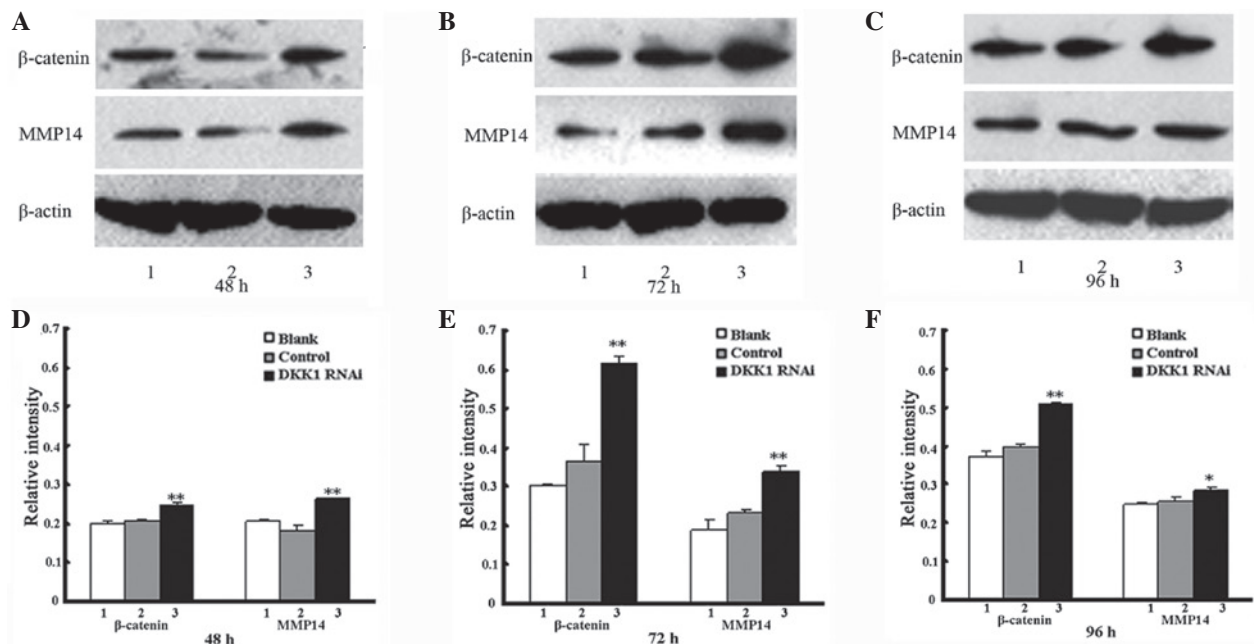 A
β-catenin
MMP14
β-actin
1 2 3
48 h
B
β-catenin
MMP14
β-actin
1 2 3
72 h
C
β-catenin
MMP14
β-actin
1 2 3
96 h
D
Relative intensity
0.7
0.6
0.5
0.4
0.3
0.2
0.1
0
Blank
Control
DKK1 RNAi
** **
1 2 3 1 2 3
β-catenin MMP14
48 h
E
Relative intensity
0.7
0.6
0.5
0.4
0.3
0.2
0.1
0
Blank
Control
DKK1 RNAi
**
**
1 2 3 1 2 3
β-catenin MMP14
72 h
F
Relative intensity
0.7
0.6
0.5
0.4
0.3
0.2
0.1
0
Blank
Control
DKK1 RNAi
**
*
1 2 3 1 2 3
β-catenin MMP14
96 h